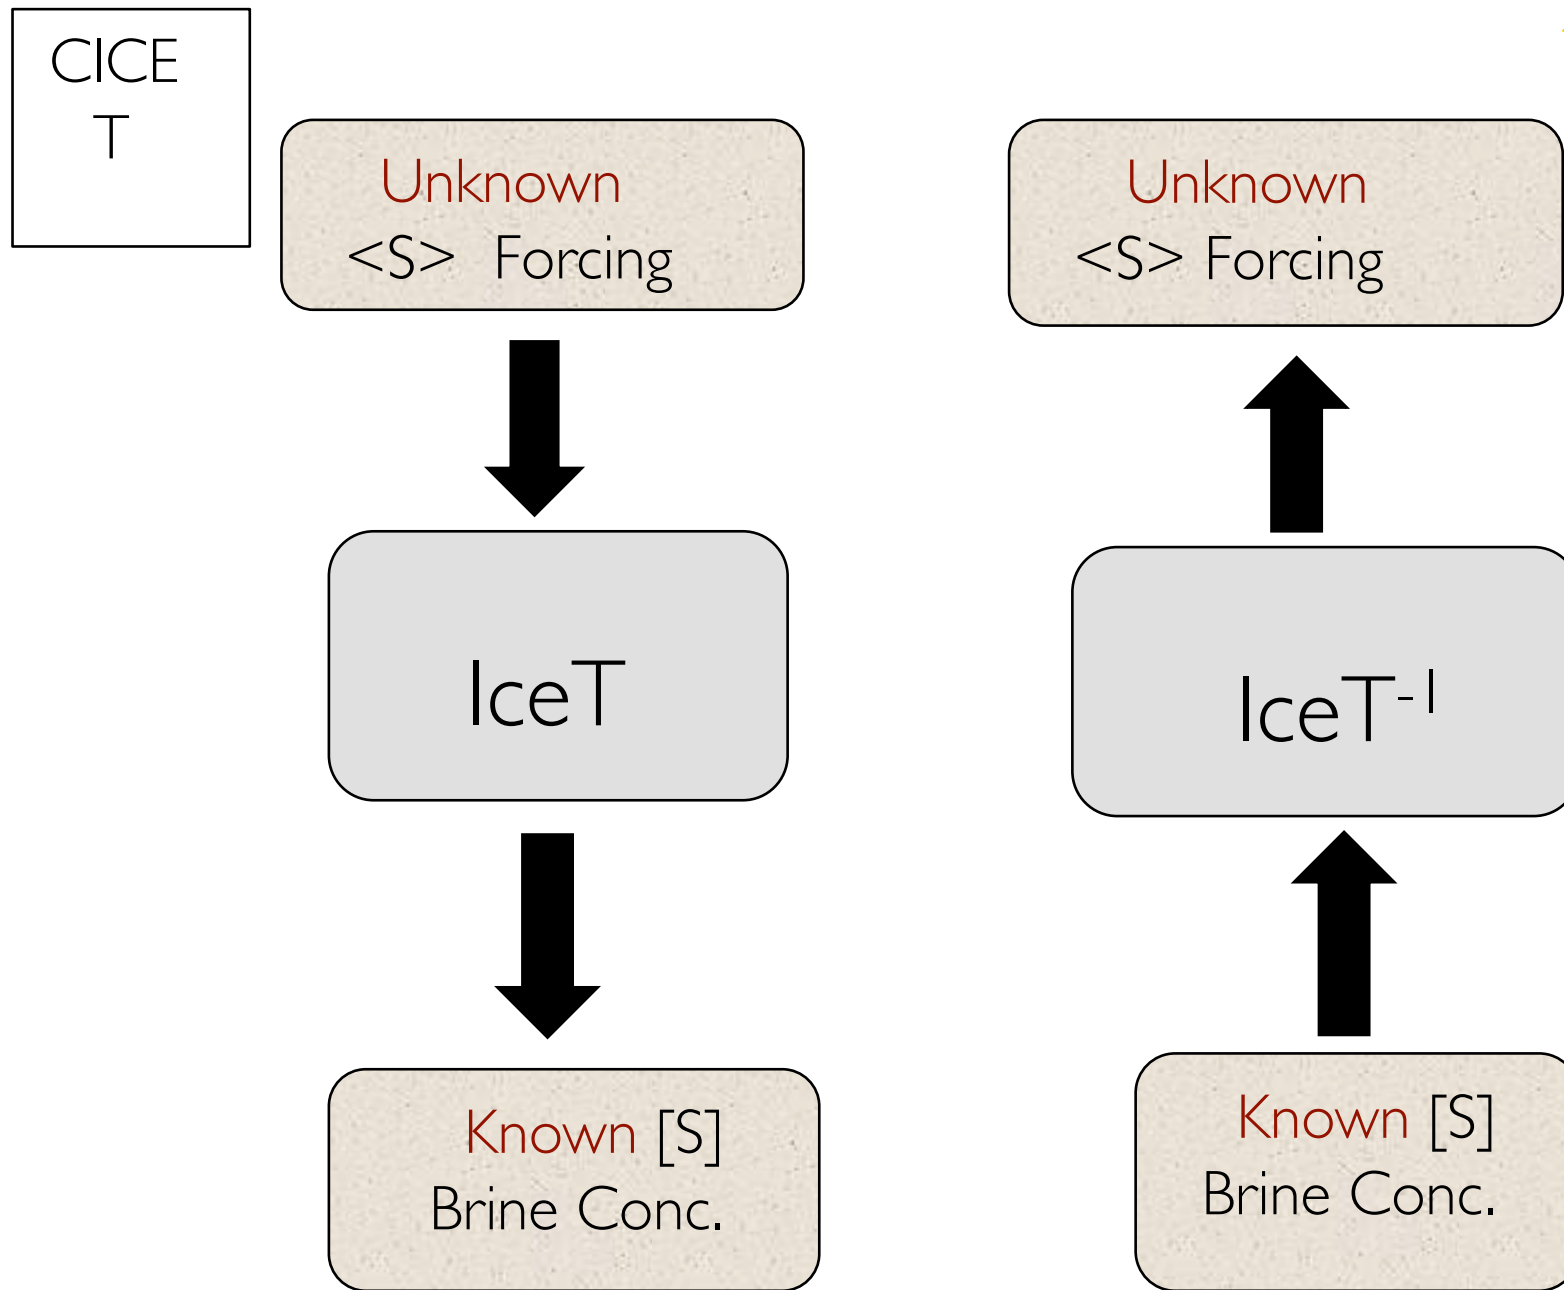 CICE
T
Unknown
<S> Forcing
IceT
Known [S]
Brine Conc.
Unknown
<S> Forcing
IceT⁻¹
Known [S]
Brine Conc.